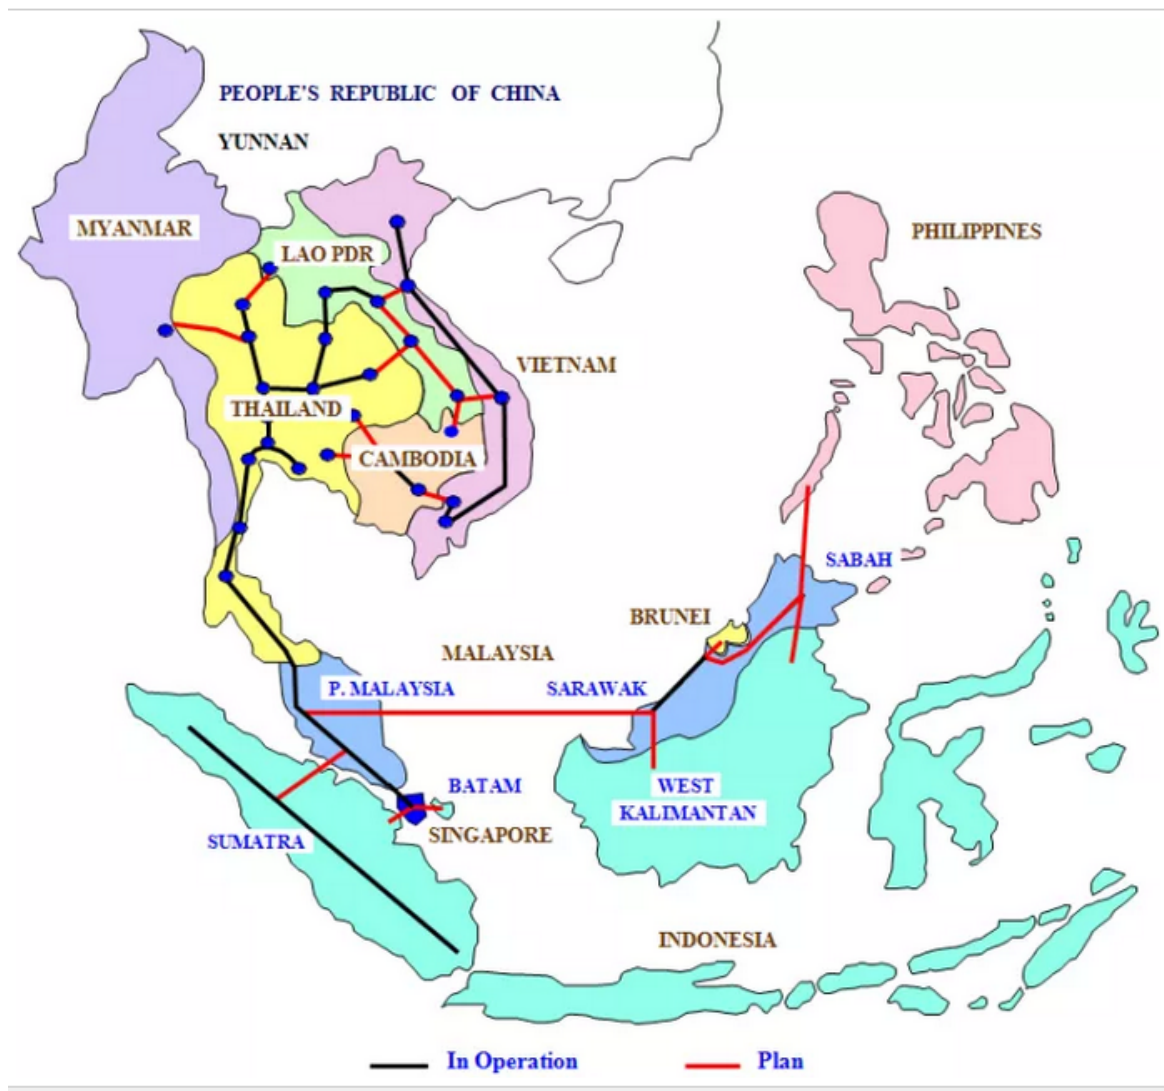 PEOPLE'S REPUBLIC OF CHINA
YUNNAN
MYANMAR
LAO PDR
PHILIPPINES
VIETNAM
THAILAND
CAMBODIA
SABAH
BRUNEI
MALAYSIA
P. MALAYSIA
SARAWAK
BATAM
WEST
KALIMANTAN
SINGAPORE
SUMATRA
INDONESIA
In Operation
Plan